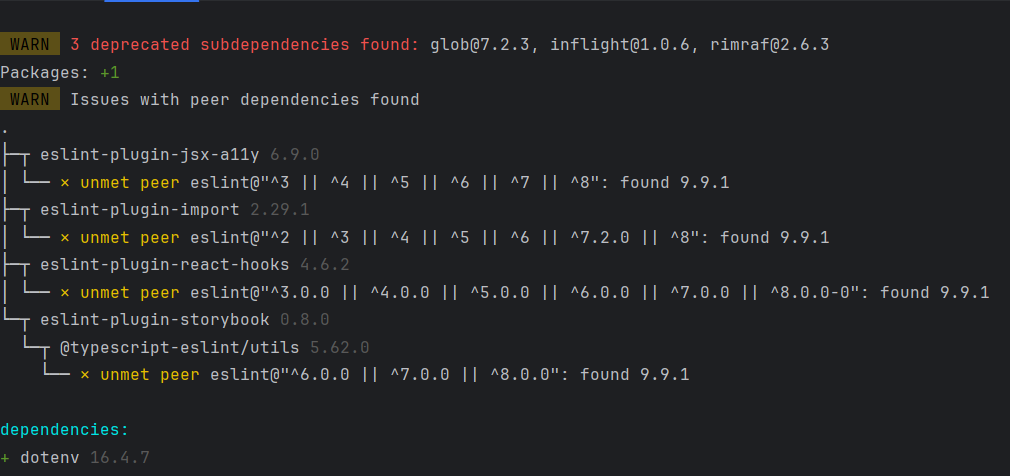 WARN  3 deprecated subdependencies found: glob@7.2.3, inflight@1.0.6, rimraf@2.6.3
Packages: +1
WARN  Issues with peer dependencies found
.
├─┬ eslint-plugin-jsx-a11y 6.9.0
│ └── × unmet peer eslint@"^3 || ^4 || ^5 || ^6 || ^7 || ^8": found 9.9.1
├─┬ eslint-plugin-import 2.29.1
│ └── × unmet peer eslint@"^2 || ^3 || ^4 || ^5 || ^6 || ^7.2.0 || ^8": found 9.9.1
├─┬ eslint-plugin-react-hooks 4.6.2
│ └── × unmet peer eslint@"^3.0.0 || ^4.0.0 || ^5.0.0 || ^6.0.0 || ^7.0.0 || ^8.0.0-0": found 9.9.1
└─┬ eslint-plugin-storybook 0.8.0
  └─┬ @typescript-eslint/utils 5.62.0
    └── × unmet peer eslint@"^6.0.0 || ^7.0.0 || ^8.0.0": found 9.9.1
dependencies:
+ dotenv 16.4.7